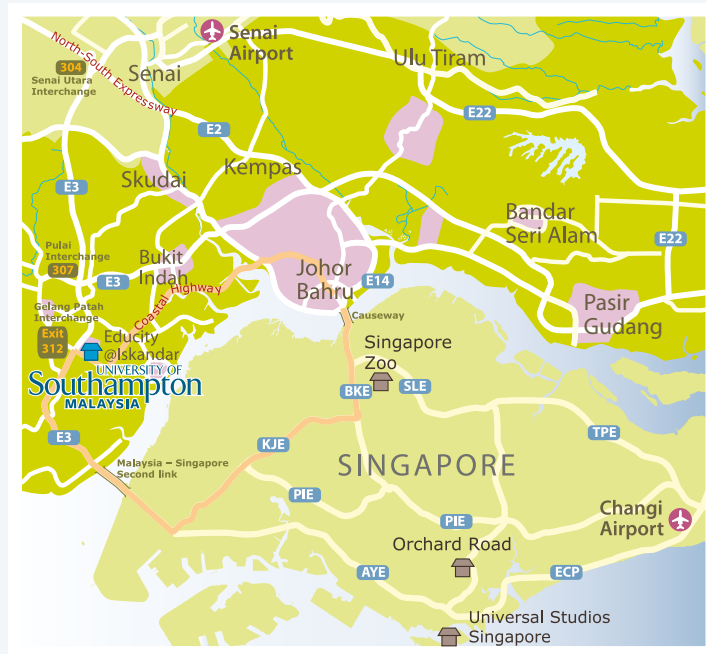 Senai
Airport
North-South Expressway
304
Senai Utara
Interchange
Senai
Ulu Tiram
E22
E2
Kempas
Skudai
E3
Bandar
Seri Alam
E22
Pulai
Interchange
307
E3
Bukit
Indah
Coastal Highway
Johor
Bahru
E14
Pasir
Gudang
Gelang Patah
Interchange
Exit
312
Educity
@Iskandar
UNIVERSITY OF
Southampton
MALAYSIA
Causeway
Singapore
Zoo
BKE
SLE
E3
KJE
TPE
Malaysia – Singapore
Second link
SINGAPORE
PIE
PIE
Changi
Airport
Orchard Road
AYE
ECP
Universal Studios
Singapore